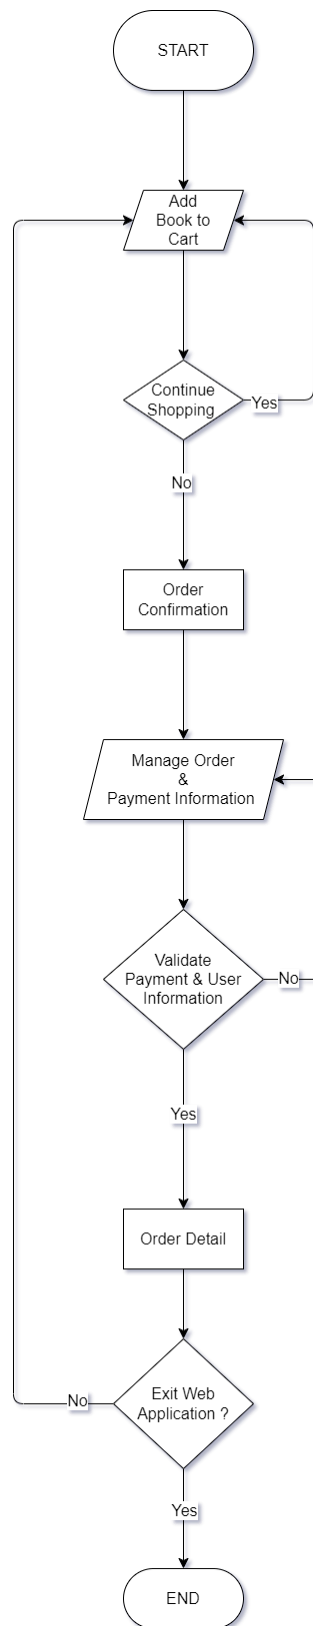 START
Add
Book to
Cart
Continue
Shopping
Yes
No
Order
Confirmation
Manage Order
&
Payment Information
Validate
Payment & User
Information
No
Yes
Order Detail
Exit Web
Application ?
No
Yes
END